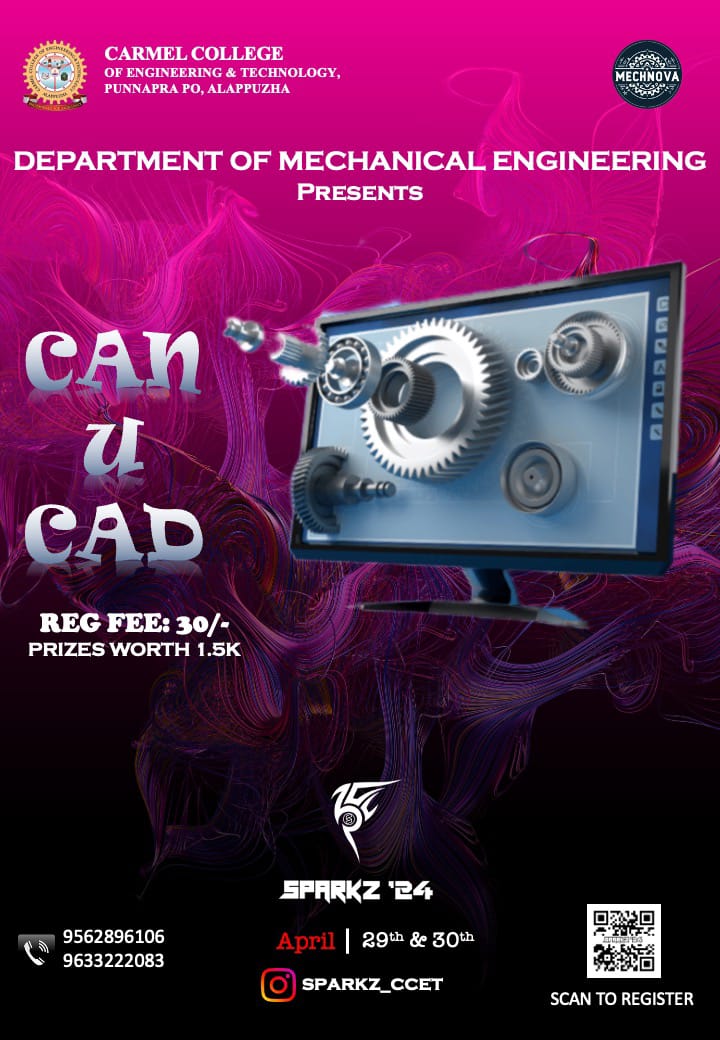 CARMEL COLLEGE
OF ENGINEERING & TECHNOLOGY,
PUNNAPRA PO, ALAPPUZHA
MECHNOVA
DEPARTMENT OF MECHANICAL ENGINEERING
PRESENTS
CAN
U
CAD
REG FEE: 30/-
PRIZES WORTH 1.5K
SPARKZ '24
April | 29th & 30th
SPARKZ_CCET
9562896106
9633222083
SCAN TO REGISTER